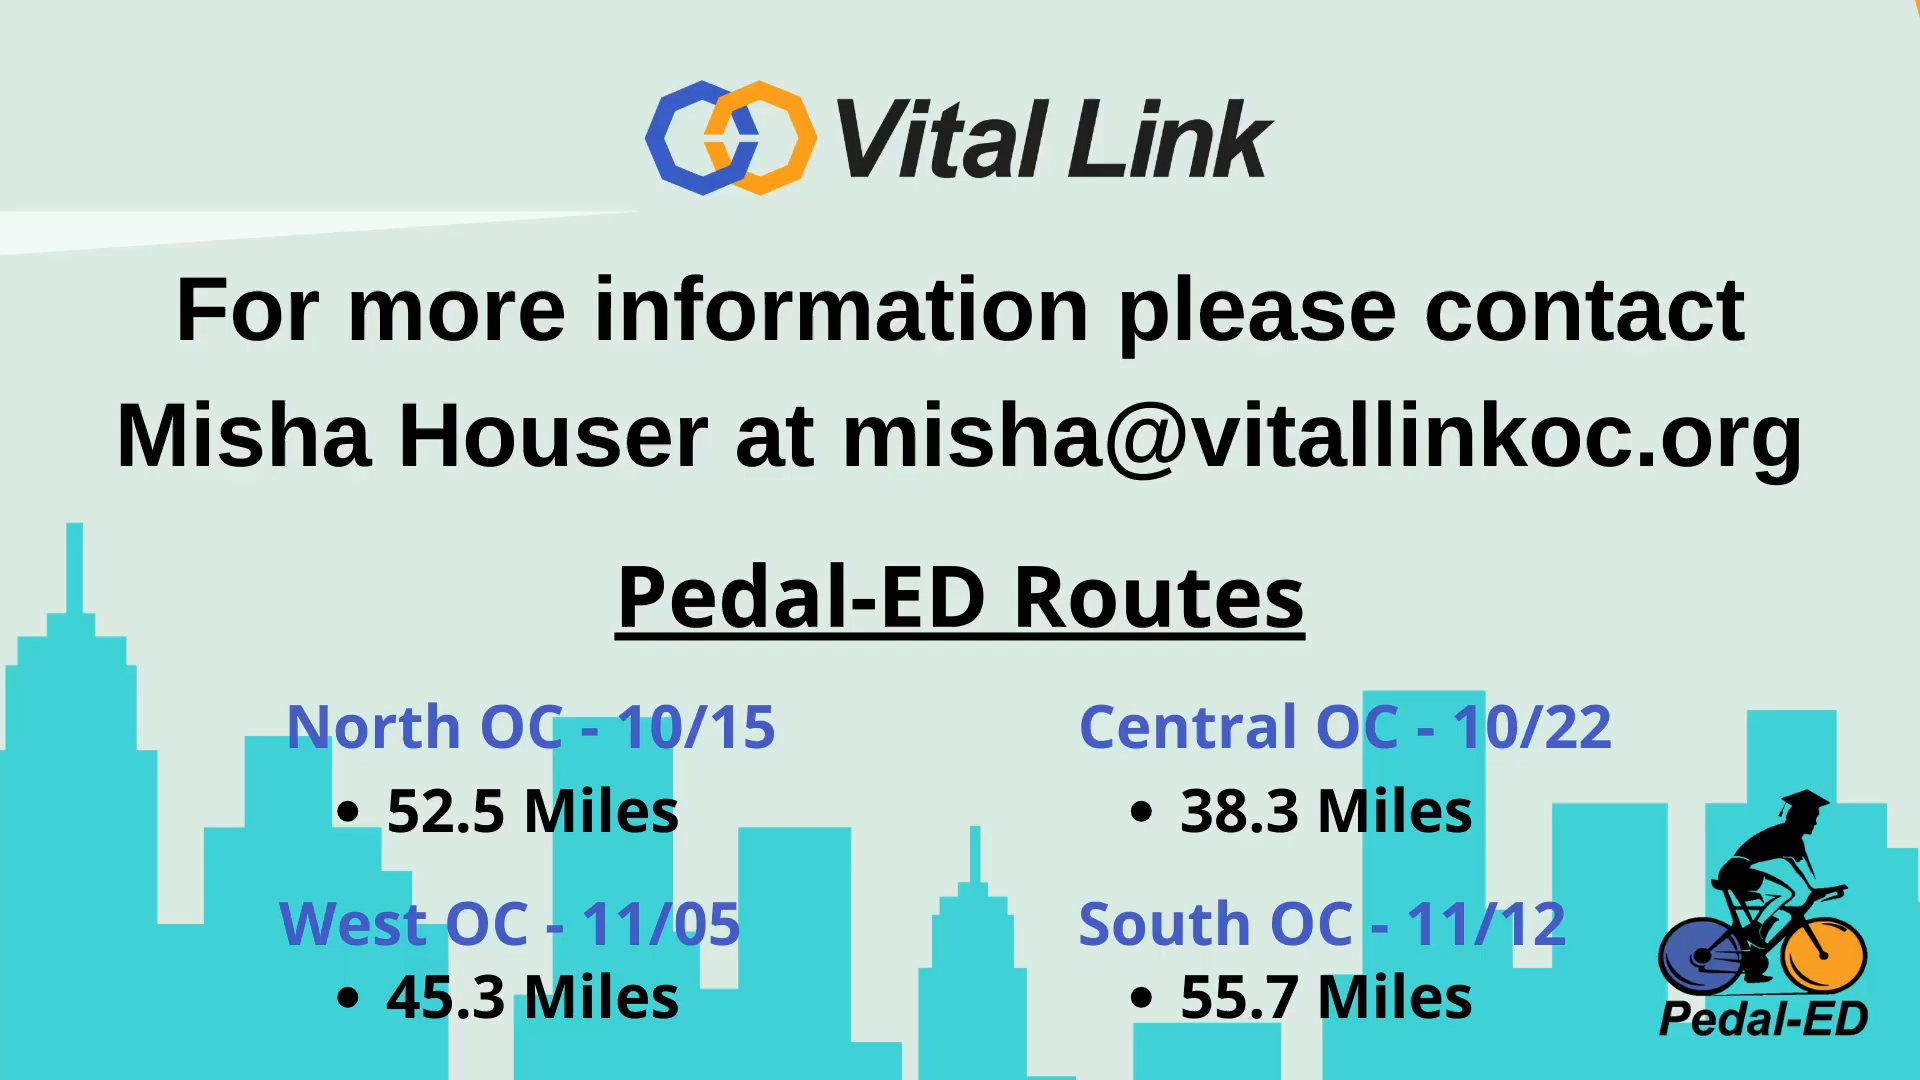 Vital Link
For more information please contact
Misha Houser at misha@vitallinkoc.org
Pedal-ED Routes
North OC - 10/15
• 52.5 Miles
Central OC - 10/22
• 38.3 Miles
West OC - 11/05
• 45.3 Miles
South OC - 11/12
• 55.7 Miles
Pedal-ED